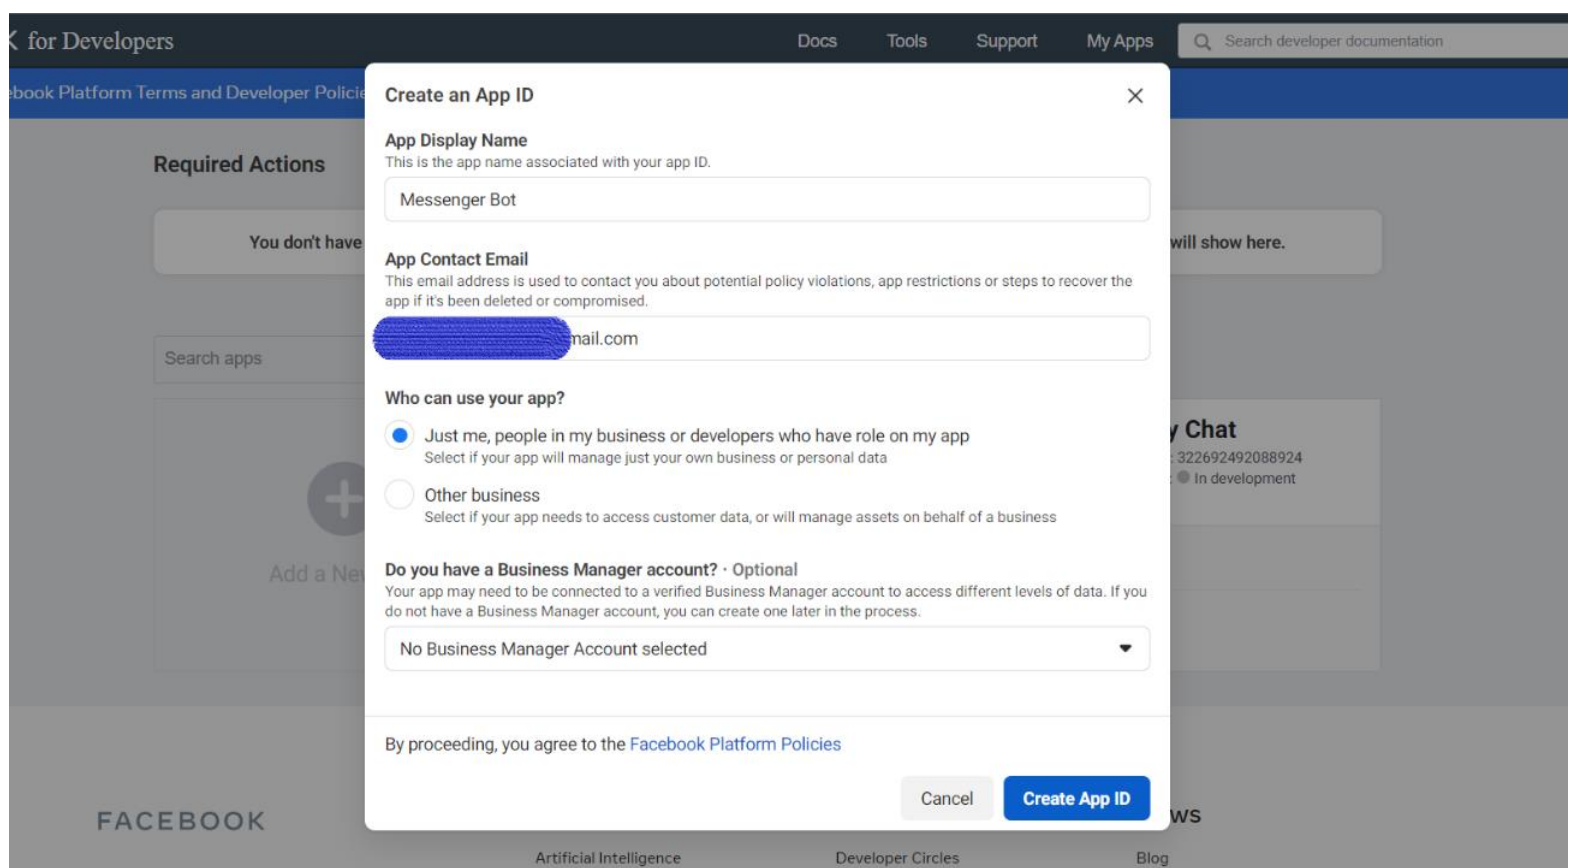 for Developers
Docs Tools Support My Apps Search developer documentation
book Platform Terms and Developer Policie
Create an App ID
App Display Name
This is the app name associated with your app ID.
Required Actions
Messenger Bot
You don't have
will show here.
App Contact Email
This email address is used to contact you about potential policy violations, app restrictions or steps to recover the
app if it's been deleted or compromised.
mail.com
Search apps
Who can use your app?
Just me, people in my business or developers who have role on my app
Select if your app will manage just your own business or personal data
y Chat
: 322692492088924
: In development
Other business
Select if your app needs to access customer data, or will manage assets on behalf of a business
Add a New
Do you have a Business Manager account? · Optional
Your app may need to be connected to a verified Business Manager account to access different levels of data. If you
do not have a Business Manager account, you can create one later in the process.
No Business Manager Account selected
By proceeding, you agree to the Facebook Platform Policies
Cancel Create App ID
FACEBOOK
ws
Artificial Intelligence Developer Circles Blog